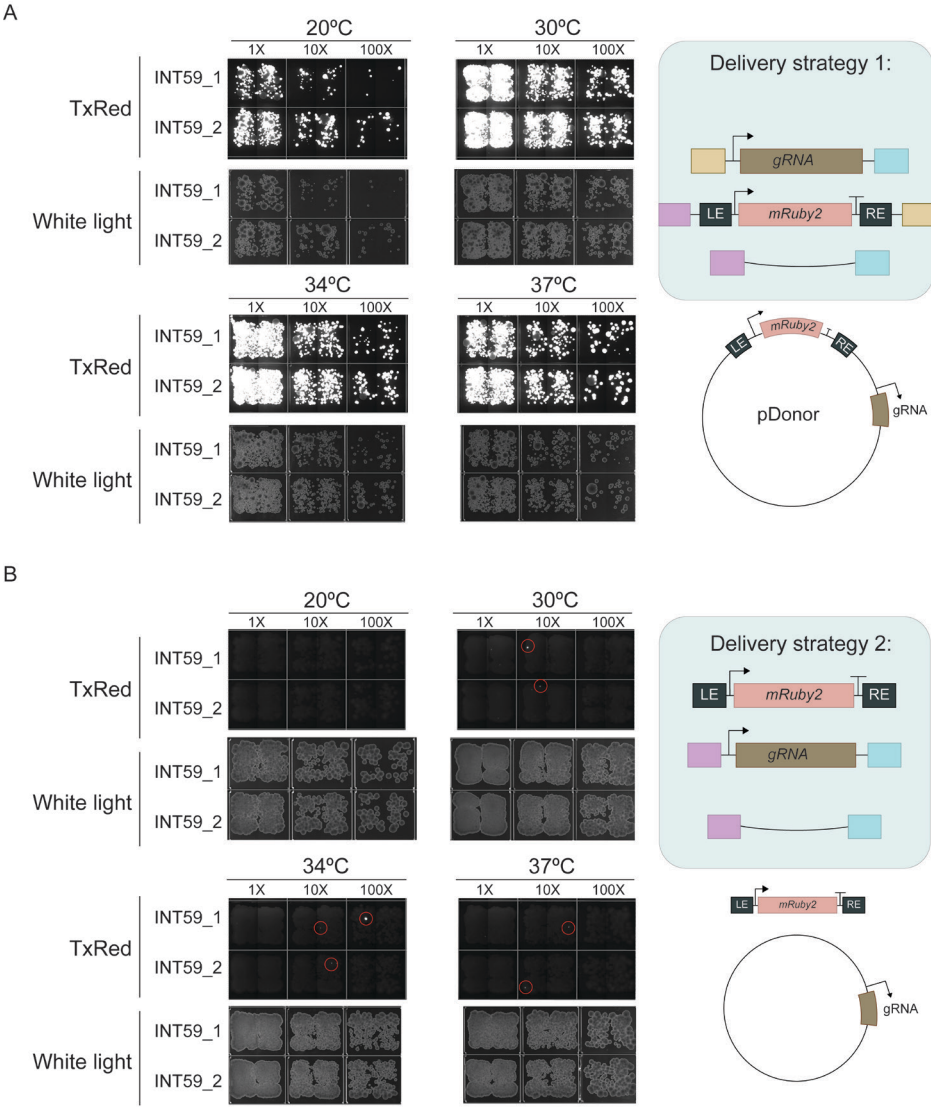 A
20ºC
30ºC
1X 10X 100X
1X 10X 100X
TxRed
INT59_1
INT59_2
White light
INT59_1
INT59_2
34ºC
37ºC
1X 10X 100X
1X 10X 100X
TxRed
INT59_1
INT59_2
White light
INT59_1
INT59_2
Delivery strategy 1:
gRNA
LE mRuby2 RE
LE mRuby2 RE
pDonor
gRNA
B
20ºC
30ºC
1X 10X 100X
1X 10X 100X
TxRed
INT59_1
INT59_2
White light
INT59_1
INT59_2
34ºC
37ºC
1X 10X 100X
1X 10X 100X
TxRed
INT59_1
INT59_2
White light
INT59_1
INT59_2
Delivery strategy 2:
LE mRuby2 RE
gRNA
LE mRuby2 RE
gRNA